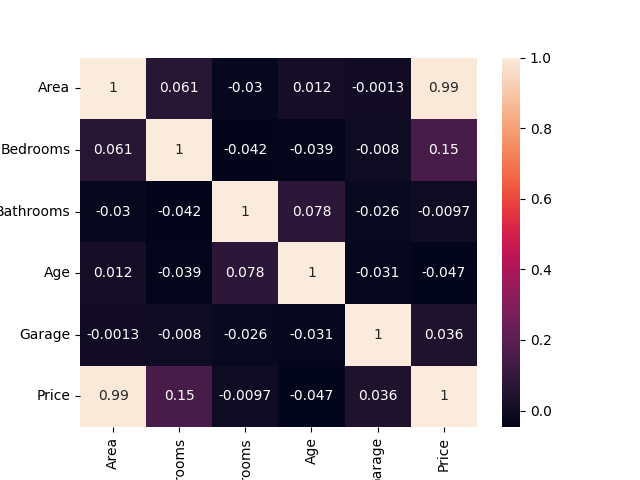 Area 1 0.061 -0.03 0.012 -0.0013 0.99
Bedrooms 0.061 1 -0.042 -0.039 -0.008 0.15
Bathrooms -0.03 -0.042 1 0.078 -0.026 -0.0097
Age 0.012 -0.039 0.078 1 -0.031 -0.047
Garage -0.0013 -0.008 -0.026 -0.031 1 0.036
Price 0.99 0.15 -0.0097 -0.047 0.036 1
Area rooms rooms Age Garage Price
1.0
0.8
0.6
0.4
0.2
0.0